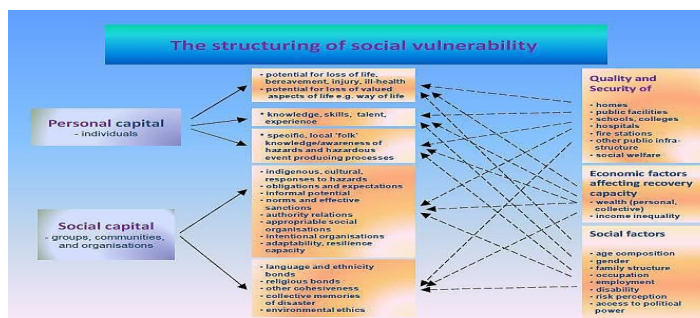 The structuring of social vulnerability
Personal capital
- individuals
Social capital
- groups, communities,
and organisations
- potential for loss of life,
bereavement, injury, ill-health
- potential for loss of valued
aspects of life e.g. way of life
* knowledge, skills, talent,
experience
* specific, local 'folk'
knowledge/awareness of
hazards and hazardous
event producing processes
- indigenous, cultural,
responses to hazards
- obligations and expectations
- informal potential
- norms and effective
sanctions
- authority relations
- appropriable social
organisations
- intentional organisations
- adaptability, resilience
capacity
- language and ethnicity
bonds
- religious bonds
- other cohesiveness
- collective memories
of disaster
- environmental ethics
Quality and
Security of
- homes
- public facilities
- schools, colleges
- hospitals
- fire stations
- other public infra-
structure
- social welfare
Economic factors
affecting recovery
capacity
- wealth (personal,
collective)
- income inequality
Social factors
- age composition
- gender
- family structure
- occupation
- employment
- disability
- risk perception
- access to political
power